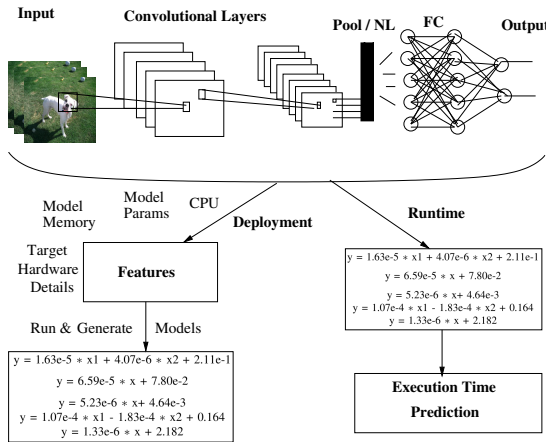 Input
Convolutional Layers
Pool / NL
FC
Output
Model
Memory
Model
Params
CPU
Deployment
Runtime
Target
Hardware
Details
Features
Run & Generate
Models
y = 1.63e-5 * x1 + 4.07e-6 * x2 + 2.11e-1
y = 6.59e-5 * x + 7.80e-2
y = 5.23e-6 * x+ 4.64e-3
y = 1.07e-4 * x1 - 1.83e-4 * x2 + 0.164
y = 1.33e-6 * x + 2.182
y = 1.63e-5 * x1 + 4.07e-6 * x2 + 2.11e-1
y = 6.59e-5 * x + 7.80e-2
y = 5.23e-6 * x+ 4.64e-3
y = 1.07e-4 * x1 - 1.83e-4 * x2 + 0.164
y = 1.33e-6 * x + 2.182
Execution Time
Prediction